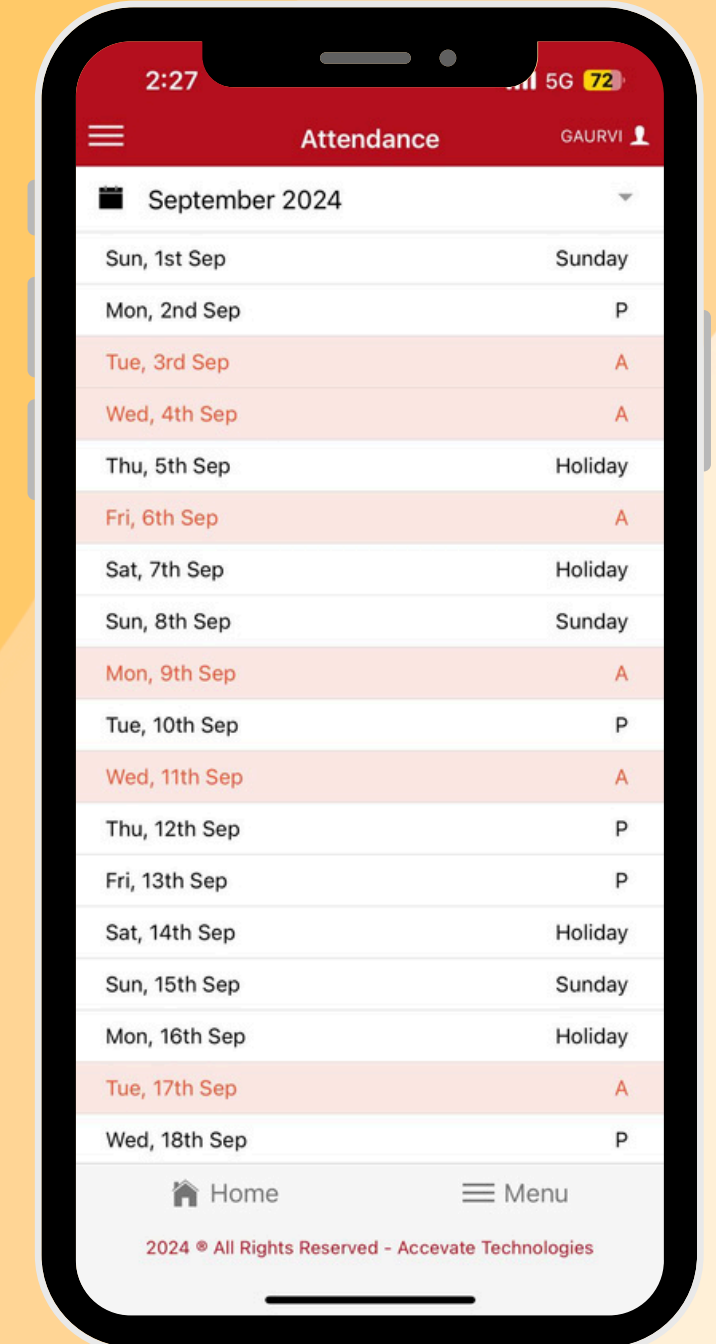 2:27 5G 72
Attendance GAURVI
September 2024
Sun, 1st Sep Sunday
Mon, 2nd Sep P
Tue, 3rd Sep A
Wed, 4th Sep A
Thu, 5th Sep Holiday
Fri, 6th Sep A
Sat, 7th Sep Holiday
Sun, 8th Sep Sunday
Mon, 9th Sep A
Tue, 10th Sep P
Wed, 11th Sep A
Thu, 12th Sep P
Fri, 13th Sep P
Sat, 14th Sep Holiday
Sun, 15th Sep Sunday
Mon, 16th Sep Holiday
Tue, 17th Sep A
Wed, 18th Sep P
Home Menu
2024 ® All Rights Reserved - Accevate Technologies